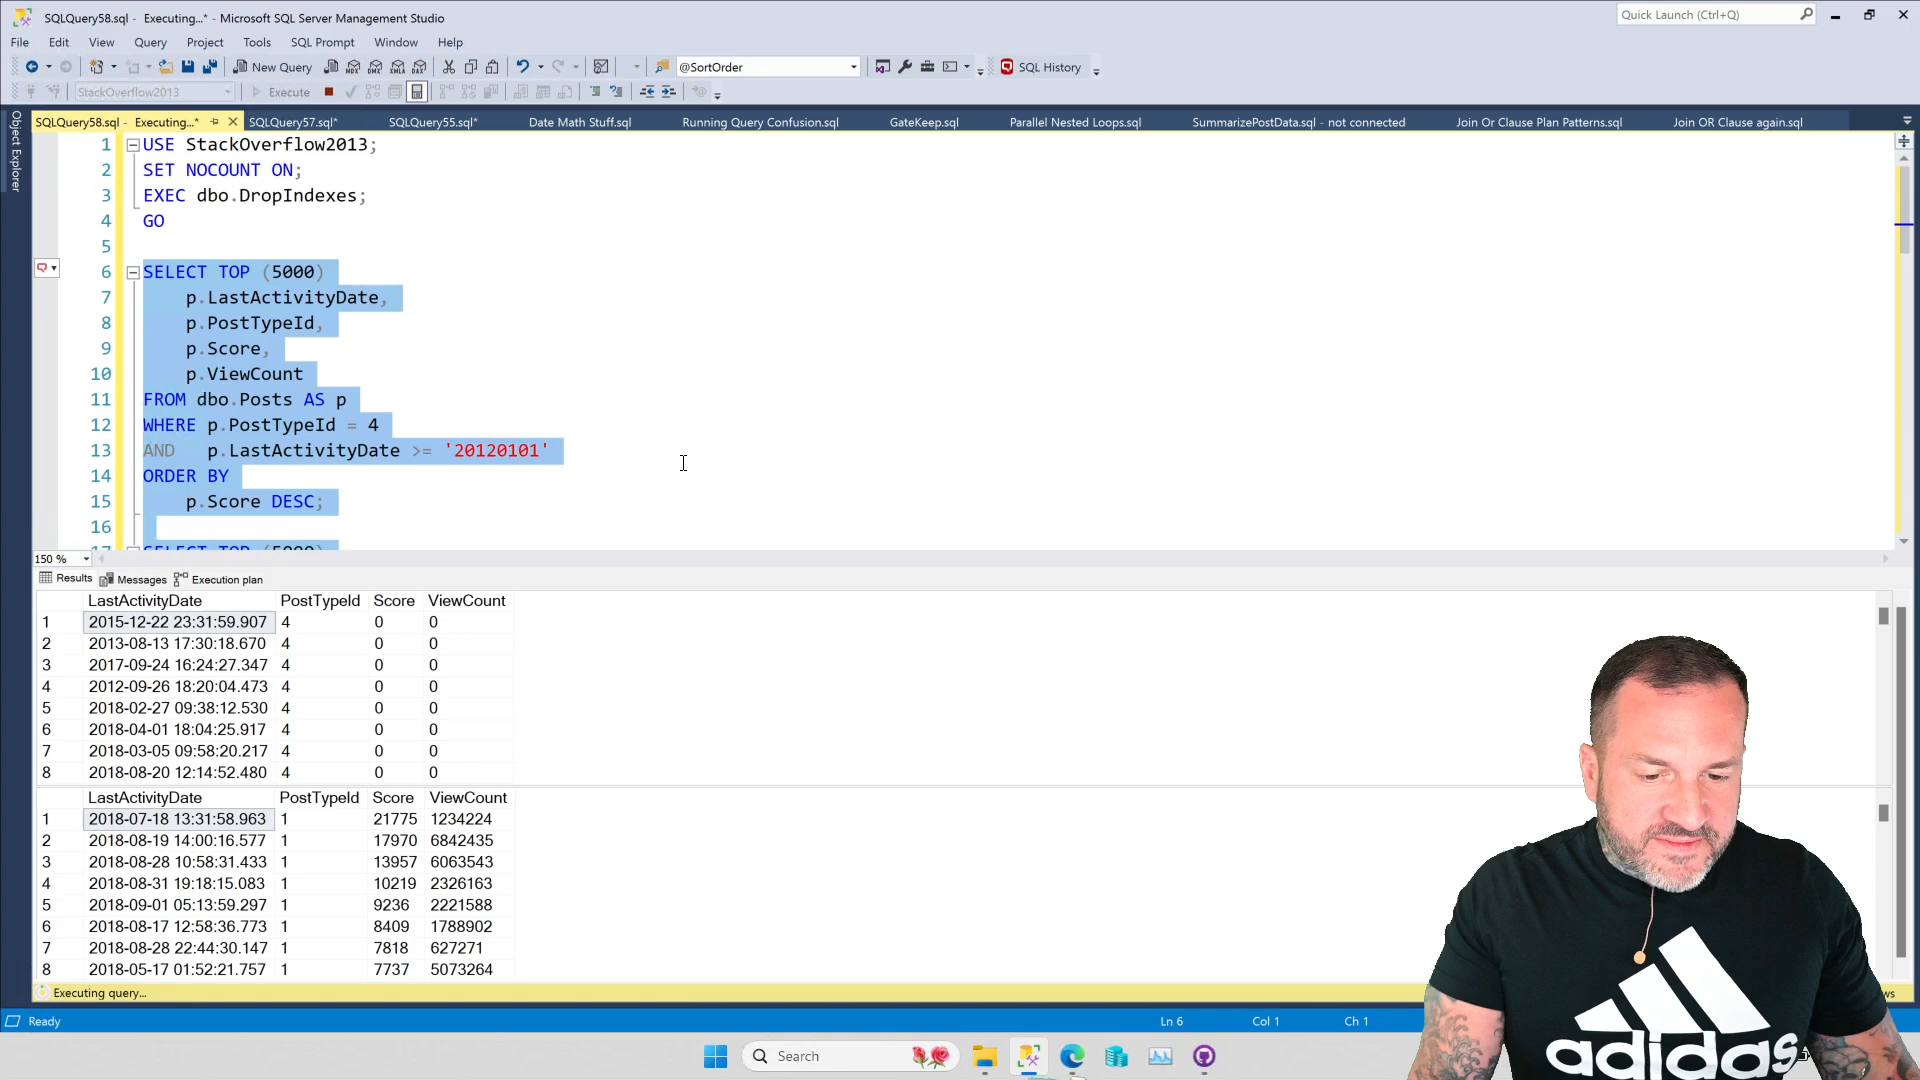 SQLQuery58.sql - Executing...* - Microsoft SQL Server Management Studio
Quick Launch (Ctrl+Q)
File Edit View Query Project Tools SQL Prompt Window Help
New Query MDX DMX XMLA DAX @SortOrder SQL History
StackOverflow2013 Execute
SQLQuery58.sql - Executing...* SQLQuery57.sql* SQLQuery55.sql* Date Math Stuff.sql Running Query Confusion.sql GateKeep.sql Parallel Nested Loops.sql SummarizePostData.sql - not connected Join Or Clause Plan Patterns.sql Join OR Clause again.sql
Object Explorer
1 USE StackOverflow2013;
2 SET NOCOUNT ON;
3 EXEC dbo.DropIndexes;
4 GO
5
6 SELECT TOP (5000)
7 p.LastActivityDate,
8 p.PostTypeId,
9 p.Score,
10 p.ViewCount
11 FROM dbo.Posts AS p
12 WHERE p.PostTypeId = 4
13 AND p.LastActivityDate >= '20120101'
14 ORDER BY
15 p.Score DESC;
16
17 SELECT TOP (5000)
150 %
Results Messages Execution plan
LastActivityDate PostTypeId Score ViewCount
1 2015-12-22 23:31:59.907 4 0 0
2 2013-08-13 17:30:18.670 4 0 0
3 2017-09-24 16:24:27.347 4 0 0
4 2012-09-26 18:20:04.473 4 0 0
5 2018-02-27 09:38:12.530 4 0 0
6 2018-04-01 18:04:25.917 4 0 0
7 2018-03-05 09:58:20.217 4 0 0
8 2018-08-20 12:14:52.480 4 0 0
LastActivityDate PostTypeId Score ViewCount
1 2018-07-18 13:31:58.963 1 21775 1234224
2 2018-08-19 14:00:16.577 1 17970 6842435
3 2018-08-28 10:58:31.433 1 13957 6063543
4 2018-08-31 19:18:15.083 1 10219 2326163
5 2018-09-01 05:13:59.297 1 9236 2221588
6 2018-08-17 12:58:36.773 1 8409 1788902
7 2018-08-28 22:44:30.147 1 7818 627271
8 2018-05-17 01:52:21.757 1 7737 5073264
Executing query...
Ready Ln 6 Col 1 Ch 1
Search
adidas